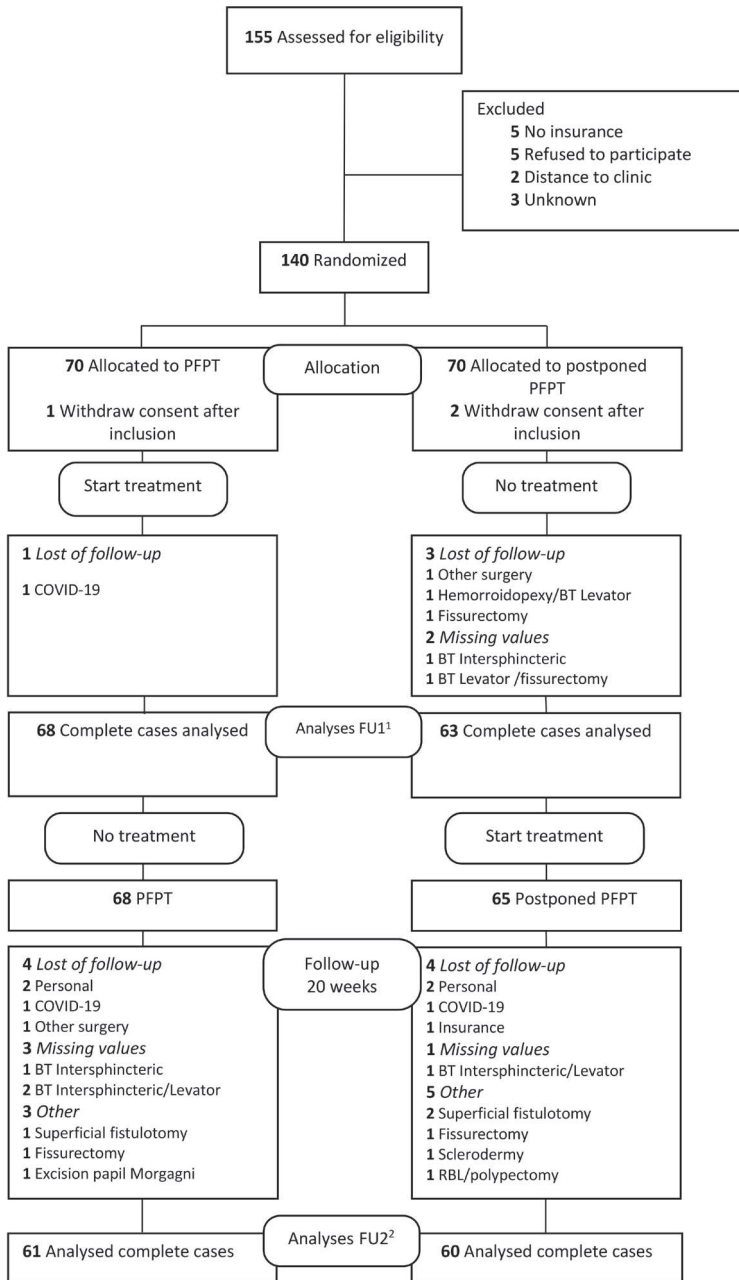 155 Assessed for eligibility
Excluded
5 No insurance
5 Refused to participate
2 Distance to clinic
3 Unknown
140 Randomized
70 Allocated to PFPT
1 Withdraw consent after
inclusion
Allocation
70 Allocated to postponed
PFPT
2 Withdraw consent after
inclusion
Start treatment
No treatment
1 Lost of follow-up
1 COVID-19
3 Lost of follow-up
1 Other surgery
1 Hemorroidopexy/BT Levator
1 Fissurectomy
2 Missing values
1 BT Intersphincteric
1 BT Levator /fissurectomy
68 Complete cases analysed
Analyses FU1¹
63 Complete cases analysed
No treatment
Start treatment
68 PFPT
65 Postponed PFPT
4 Lost of follow-up
2 Personal
1 COVID-19
1 Other surgery
3 Missing values
1 BT Intersphincteric
2 BT Intersphincteric/Levator
3 Other
1 Superficial fistulotomy
1 Fissurectomy
1 Excision papil Morgagni
Follow-up
20 weeks
4 Lost of follow-up
2 Personal
1 COVID-19
1 Insurance
1 Missing values
1 BT Intersphincteric/Levator
5 Other
2 Superficial fistulotomy
1 Fissurectomy
1 Sclerodermy
1 RBL/polypectomy
61 Analysed complete cases
Analyses FU2²
60 Analysed complete cases